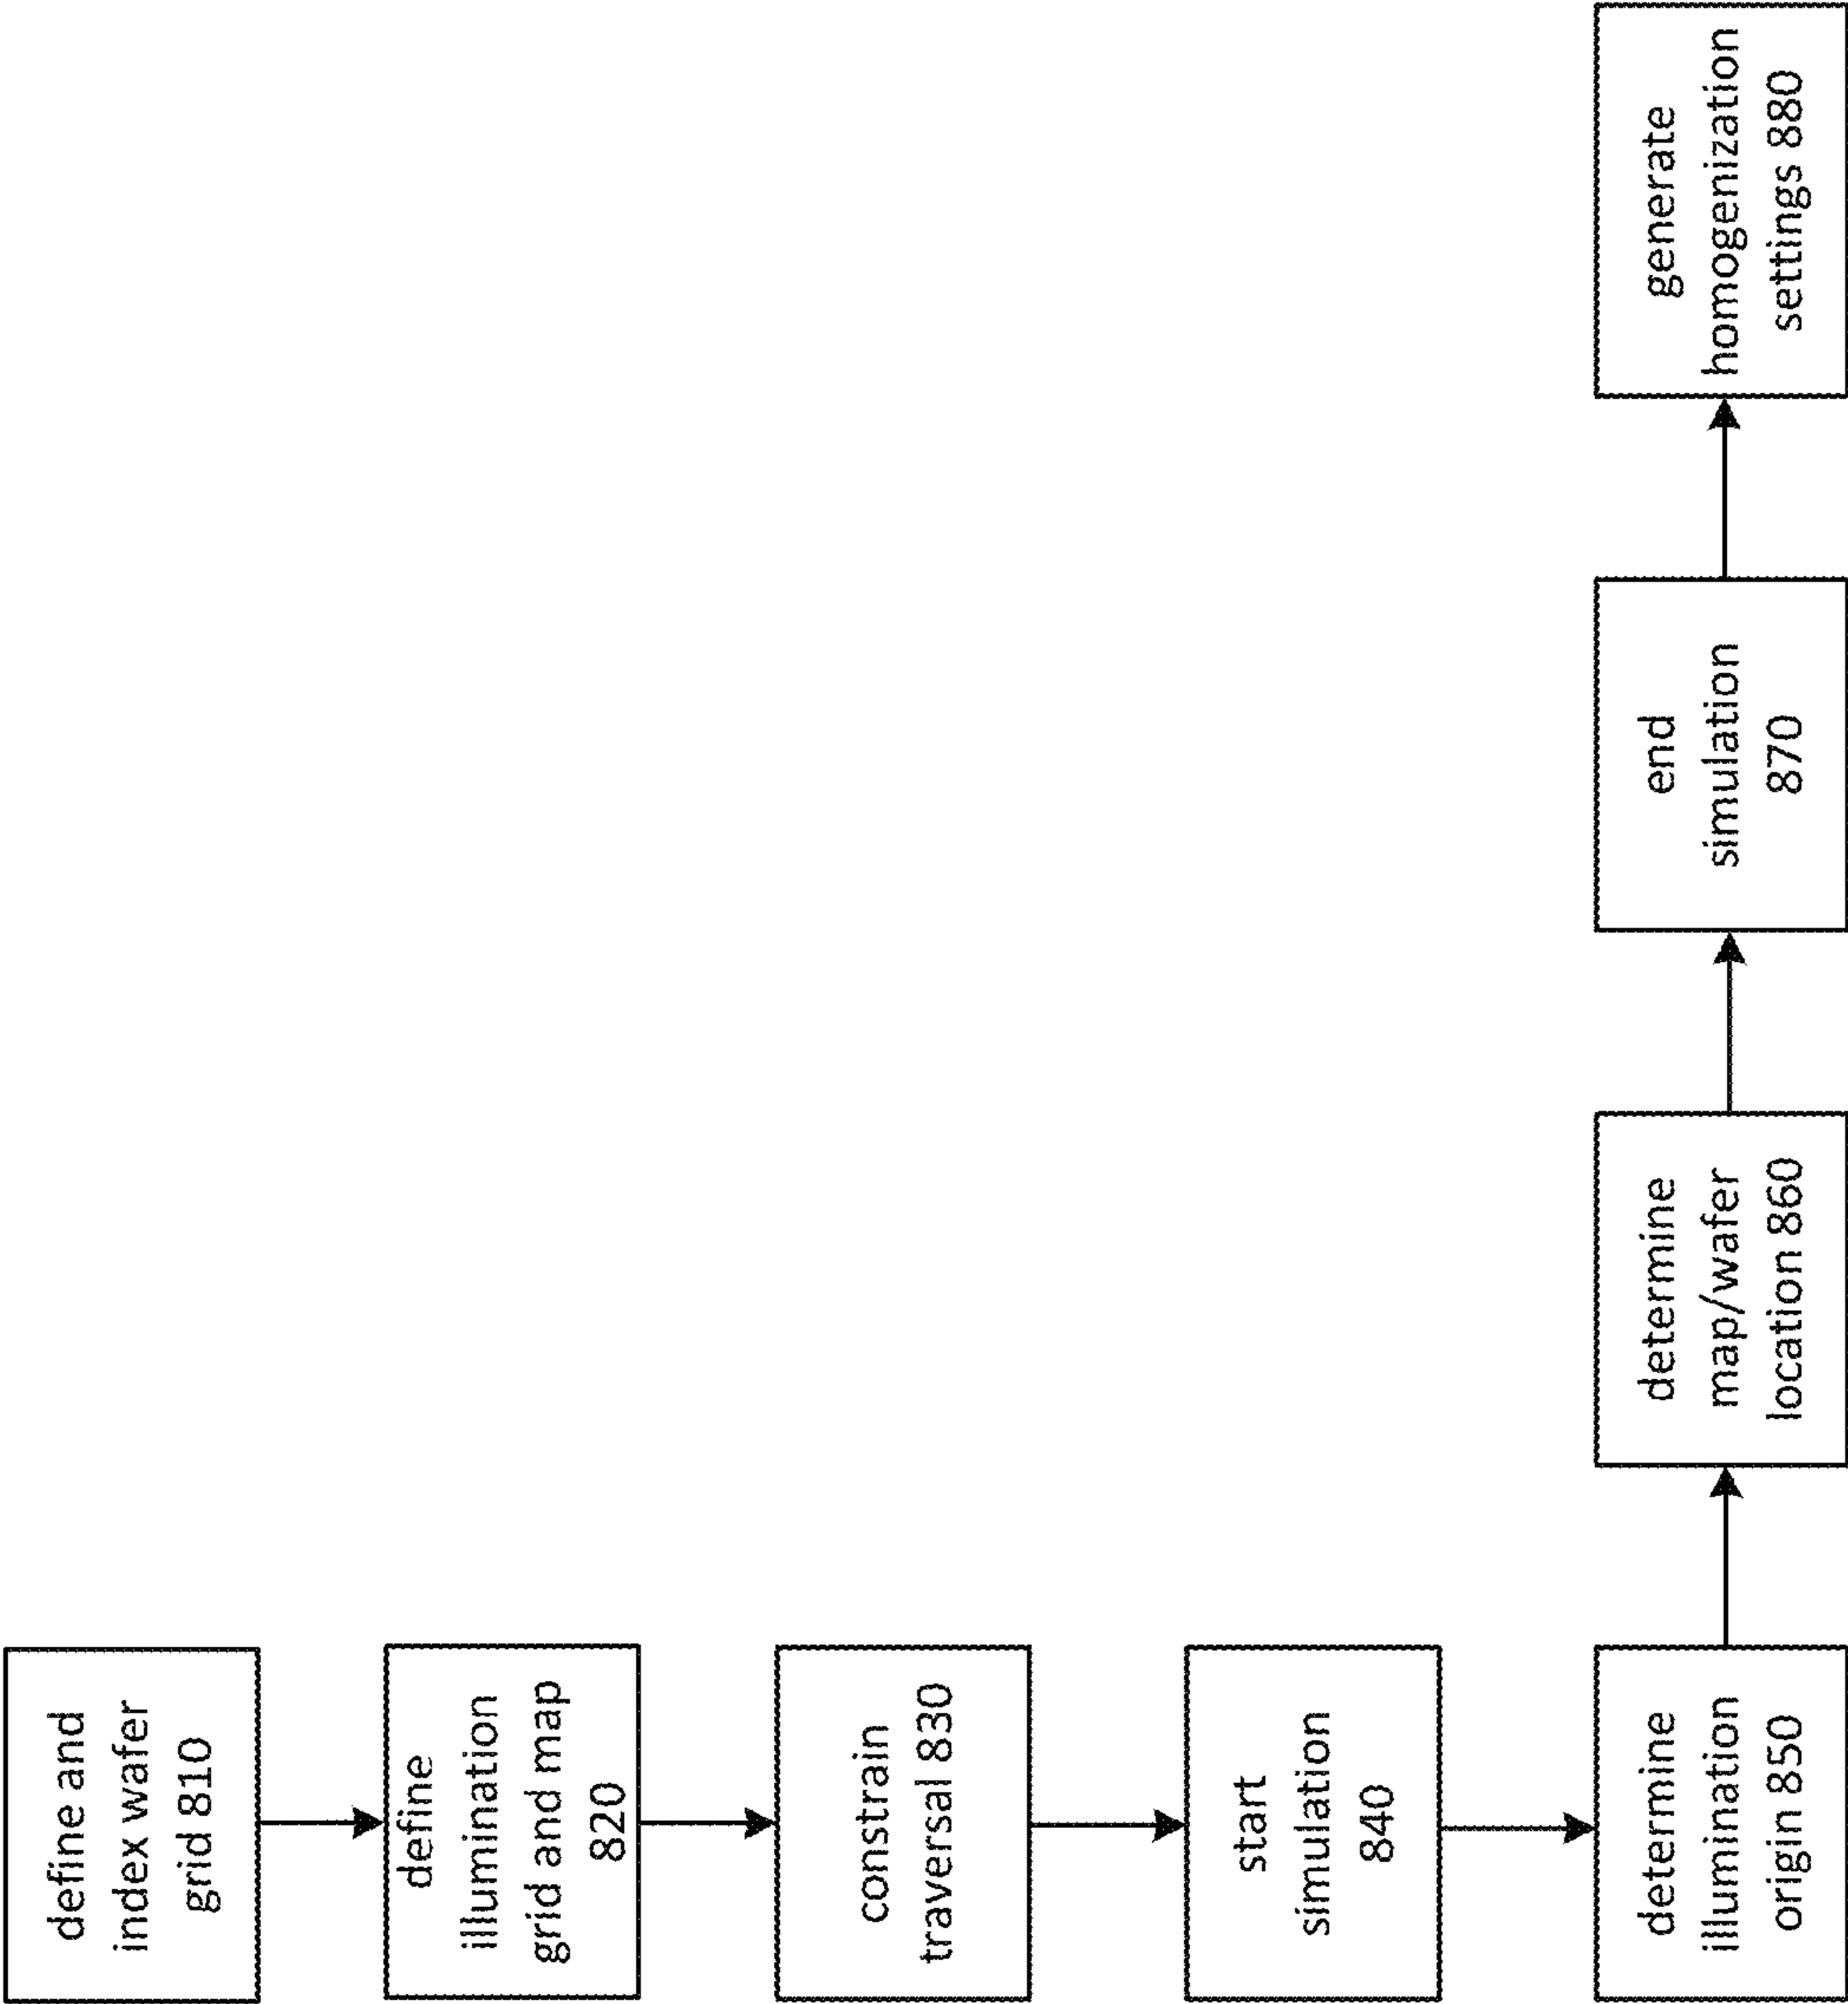 define and
index wafer
grid 810
define
illumination
grid and map
820
constrain
traversal 830
start
simulation
840
determine
illumination
origin 850
determine
map/wafer
location 860
end
simulation
870
generate
homogenization
settings 880